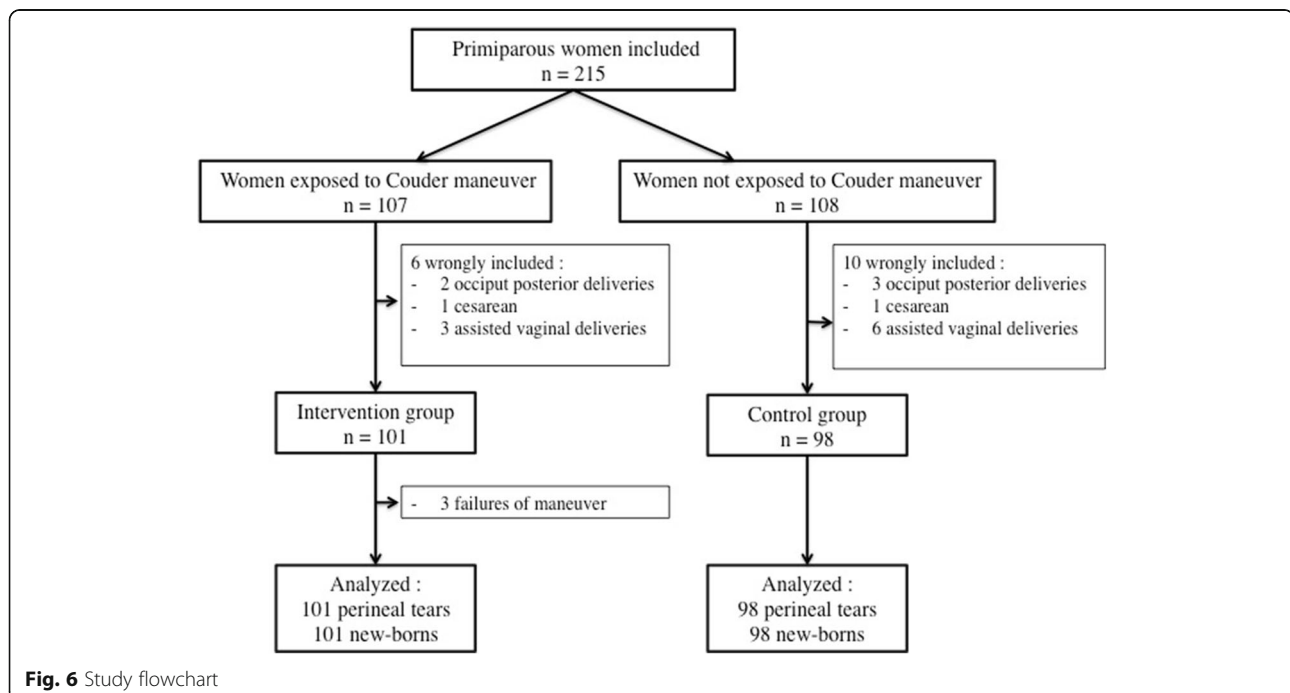 Primiparous women included
n = 215
Women exposed to Couder maneuver
n = 107
Women not exposed to Couder maneuver
n = 108
6 wrongly included :
- 2 occiput posterior deliveries
- 1 cesarean
- 3 assisted vaginal deliveries
10 wrongly included :
- 3 occiput posterior deliveries
- 1 cesarean
- 6 assisted vaginal deliveries
Intervention group
n = 101
Control group
n = 98
- 3 failures of maneuver
Analyzed :
101 perineal tears
101 new-borns
Analyzed :
98 perineal tears
98 new-borns
Fig. 6 Study flowchart